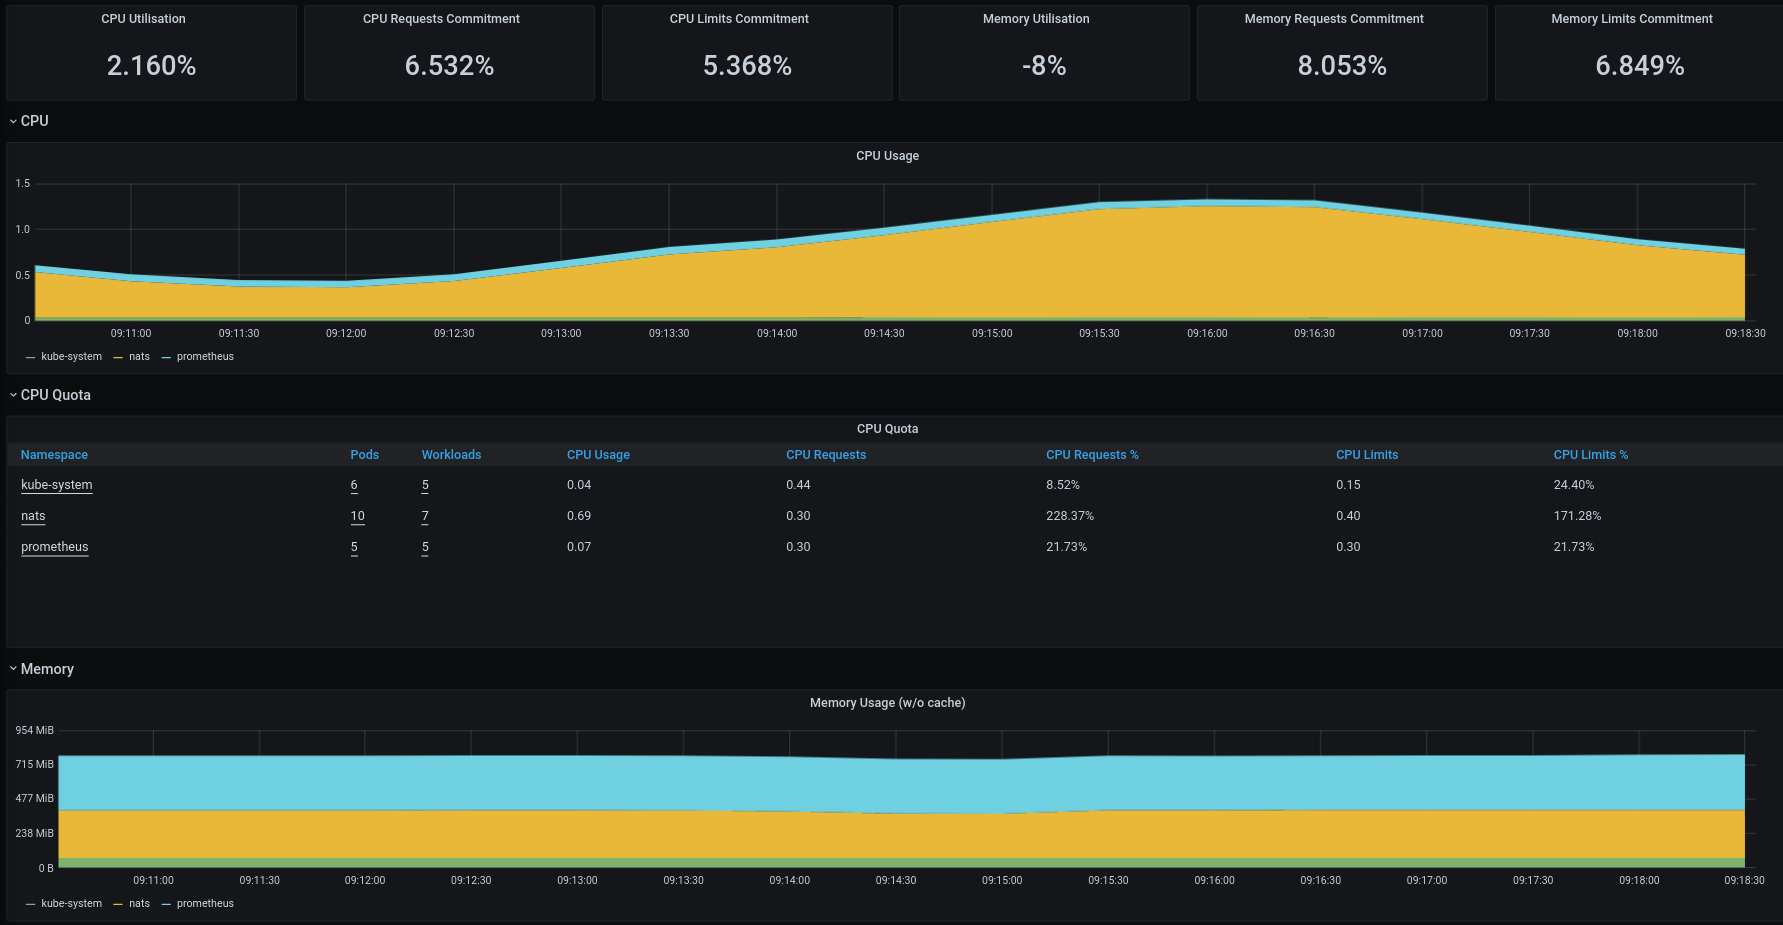 CPU Utilisation CPU Requests Commitment CPU Limits Commitment Memory Utilisation Memory Requests Commitment Memory Limits Commitment
2.160% 6.532% 5.368% -8% 8.053% 6.849%
CPU
CPU Usage
1.5
1.0
0.5
0
09:11:00 09:11:30 09:12:00 09:12:30 09:13:00 09:13:30 09:14:00 09:14:30 09:15:00 09:15:30 09:16:00 09:16:30 09:17:00 09:17:30 09:18:00 09:18:30
kube-system nats prometheus
CPU Quota
CPU Quota
Namespace Pods Workloads CPU Usage CPU Requests CPU Requests % CPU Limits CPU Limits %
kube-system 6 5 0.04 0.44 8.52% 0.15 24.40%
nats 10 7 0.69 0.30 228.37% 0.40 171.28%
prometheus 5 5 0.07 0.30 21.73% 0.30 21.73%
Memory
Memory Usage (w/o cache)
954 MiB
715 MiB
477 MiB
238 MiB
0 B
09:11:00 09:11:30 09:12:00 09:12:30 09:13:00 09:13:30 09:14:00 09:14:30 09:15:00 09:15:30 09:16:00 09:16:30 09:17:00 09:17:30 09:18:00 09:18:30
kube-system nats prometheus